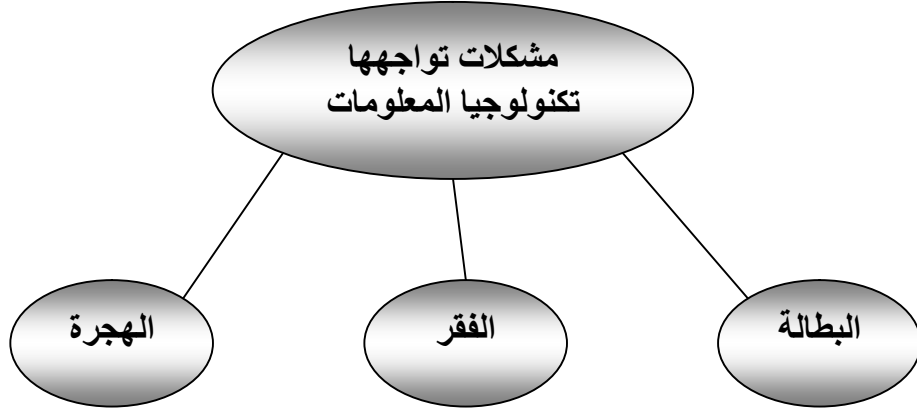 مشكلات تواجهها
تكنولوجيا المعلومات
البطالة
الفقر
الهجرة